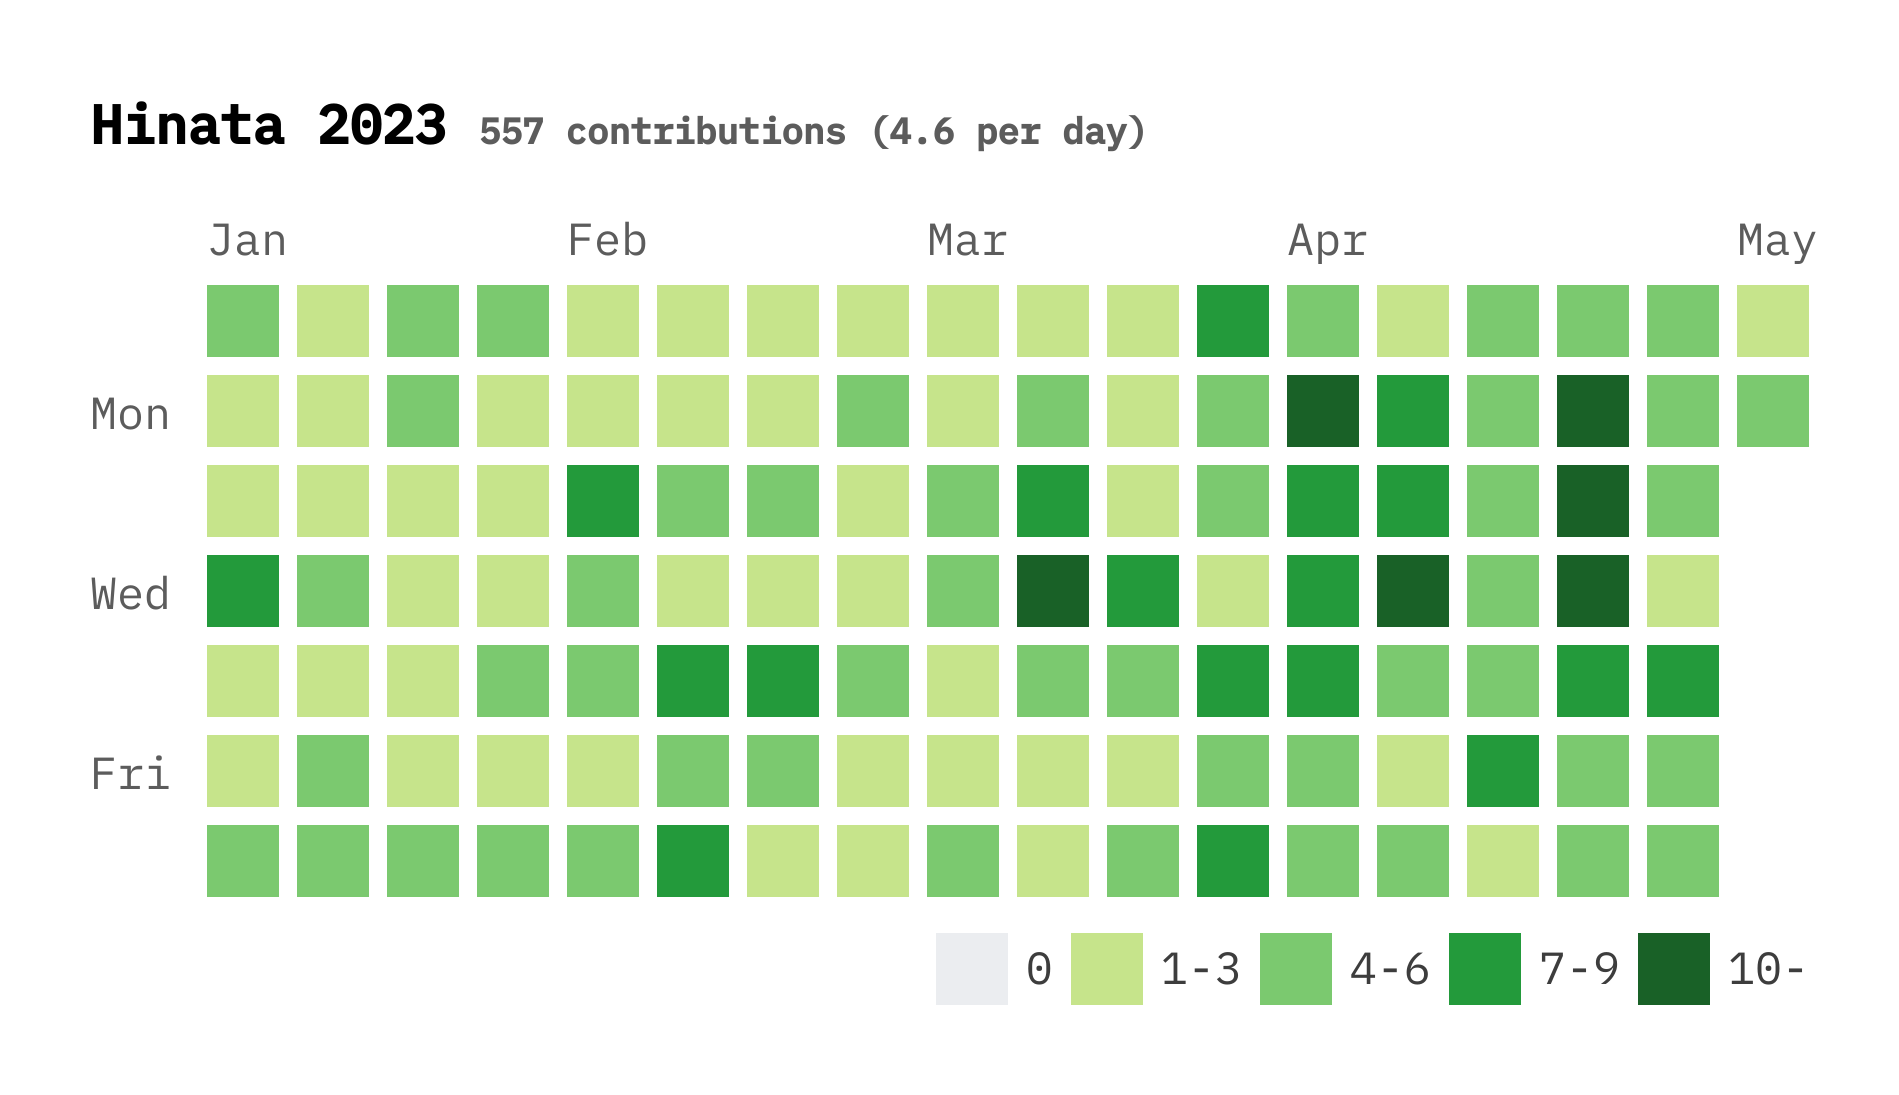 Hinata 2023 557 contributions (4.6 per day)
Jan Feb Mar Apr May
Mon
Wed
Fri
0 1-3 4-6 7-9 10-